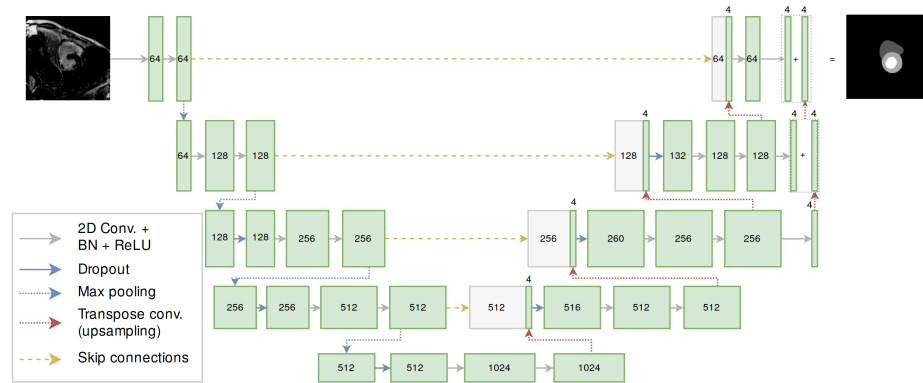 4 4 4
64 64 64 64 + =
4 4 4
64 128 128 128 132 128 128 +
4 4
128 128 256 256 256 260 256 256
4
256 256 512 512 512 516 512 512
512 512 1024 1024
2D Conv. +
BN + ReLU
Dropout
Max pooling
Transpose conv.
(upsampling)
Skip connections